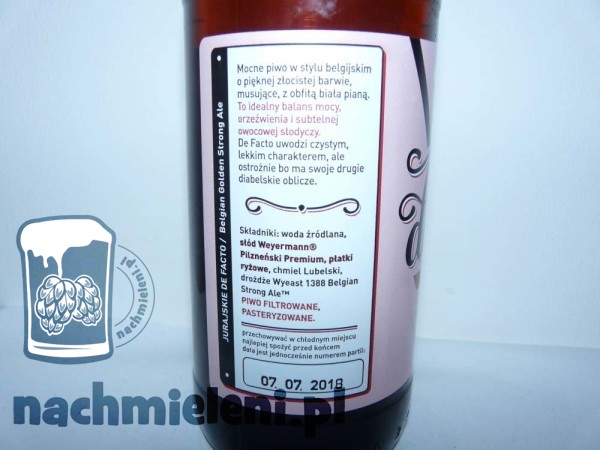 Mocne piwo w stylu belgijskim
o pięknej złocistej barwie,
musujące, z obfitą biała pianą.
To idealny balans mocy,
orzeźwienia i subtelnej
owocowej słodyczy.
De Facto uwodzi czystym,
lekkim charakterem, ale
ostrożnie bo ma swoje drugie
diabelskie oblicze.
JURAJSKIE DE FACTO / Belgian Golden Strong Ale
Składniki: woda źródlana,
słód Weyermann®
Pilzneński Premium, płatki
ryżowe, chmiel Lubelski,
drożdże Wyeast 1388 Belgian
Strong Ale™
PIWO FILTROWANE,
PASTERYZOWANE.
przechowywać w chłodnym miejscu
najlepiej spożyć przed końcem
data jest jednocześnie numerem partii:
07. 07. 2018
nachmieleni.pl
nachmieleni.pl